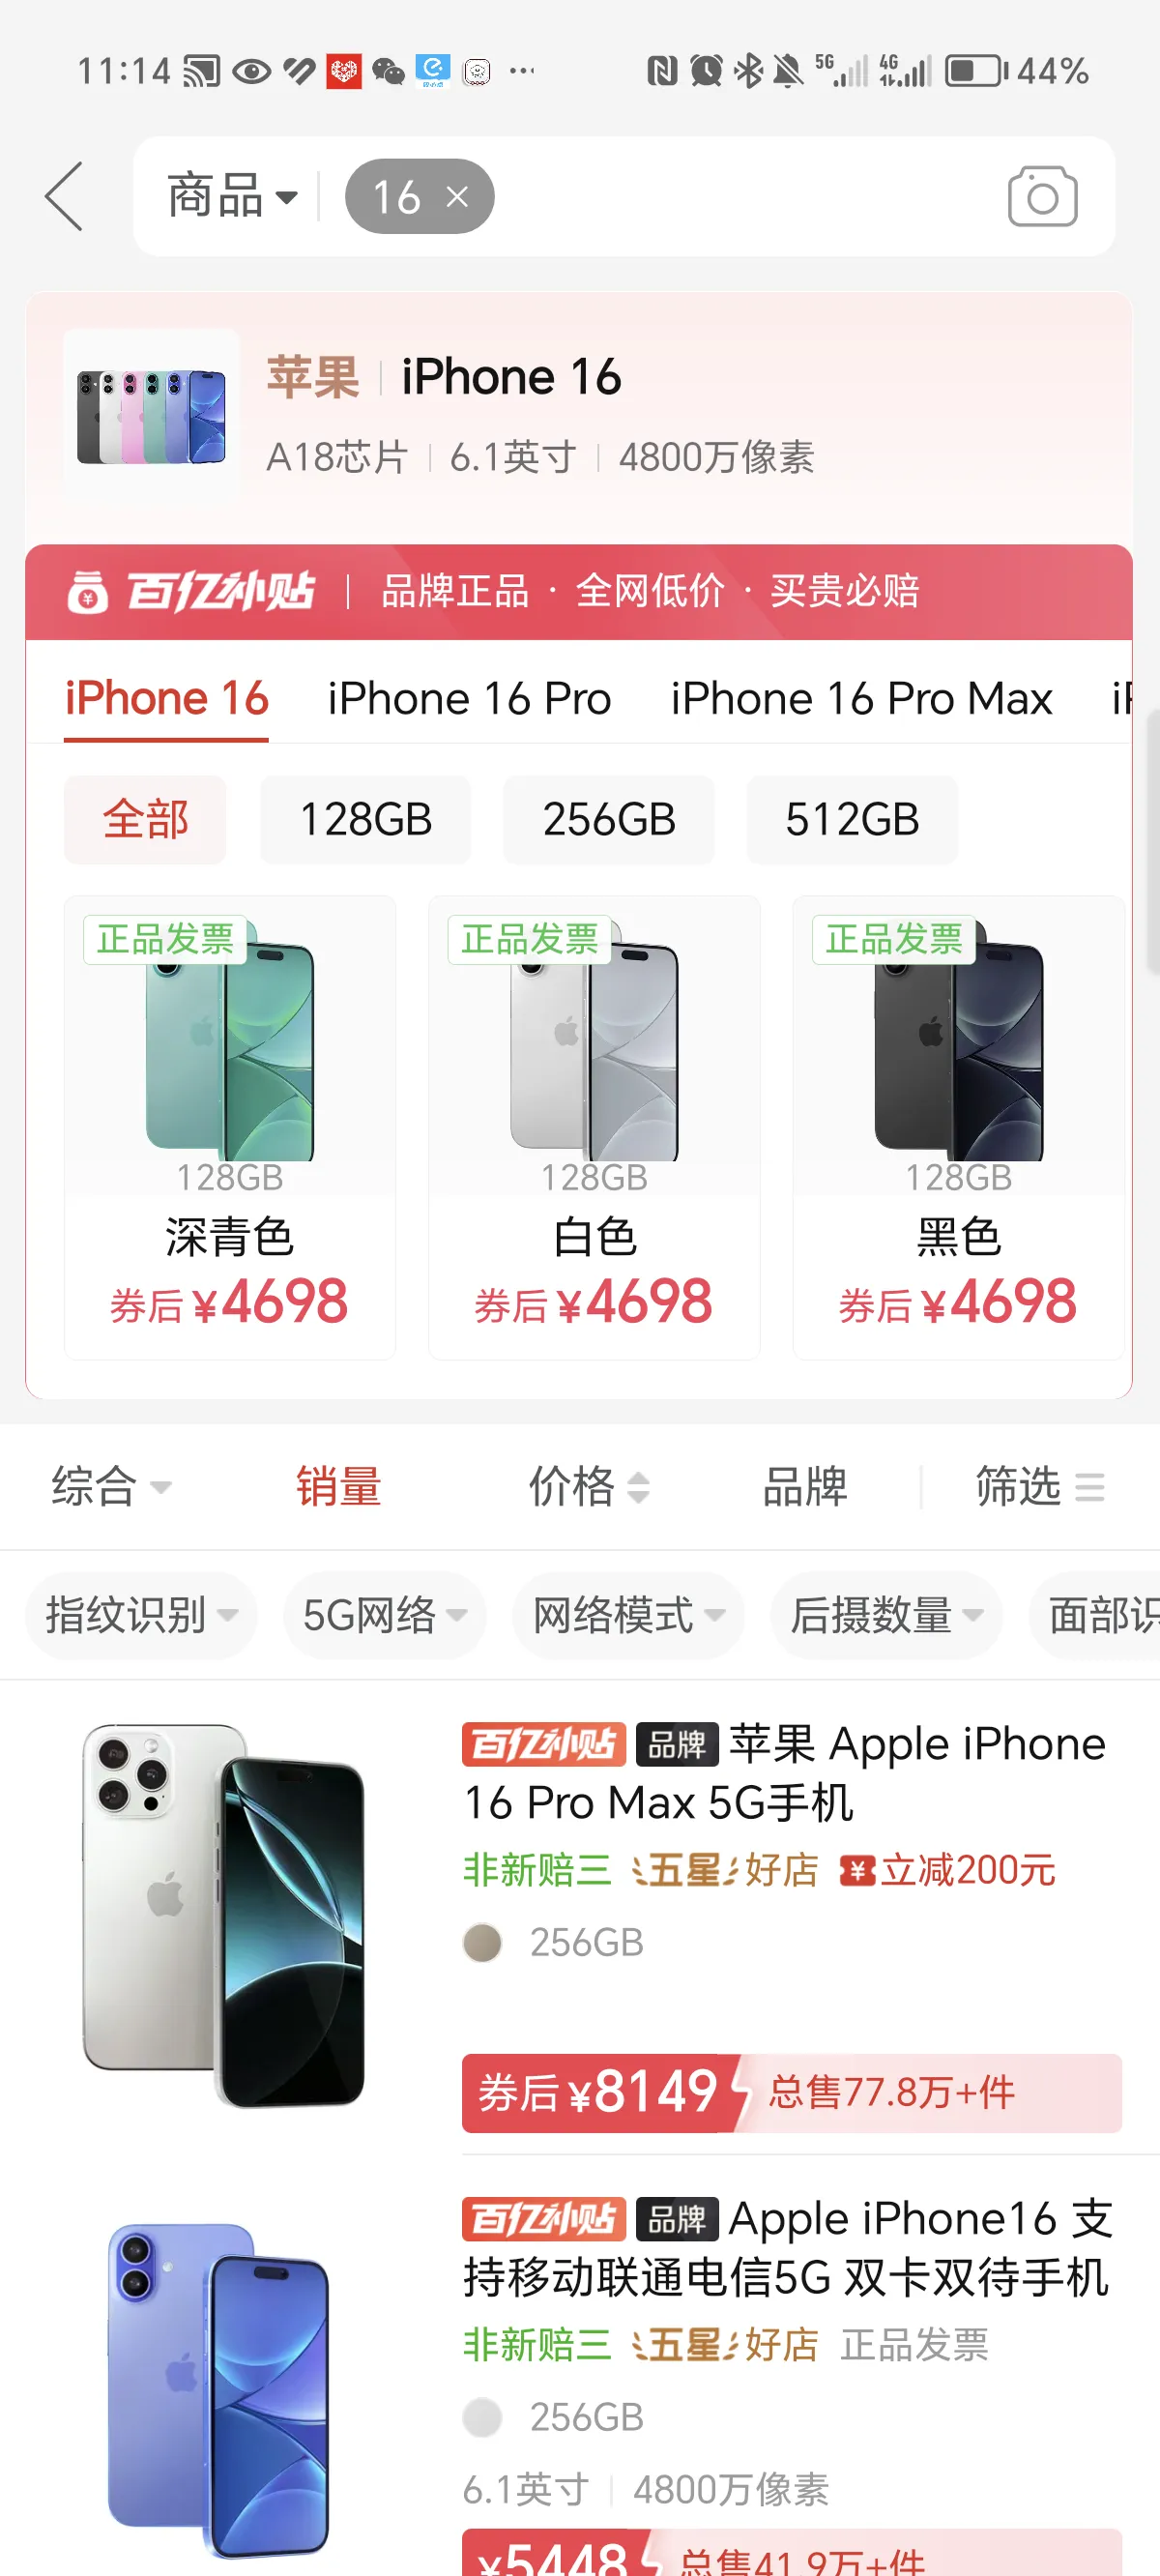 11:14 5G 4G 44%
商品 16 ×
苹果 iPhone 16
A18芯片 6.1英寸 4800万像素
百亿补贴 品牌正品 · 全网低价 · 买贵必赔
iPhone 16 iPhone 16 Pro iPhone 16 Pro Max
全部 128GB 256GB 512GB
正品发票 正品发票 正品发票
128GB 128GB 128GB
深青色 白色 黑色
券后 ¥4698 券后 ¥4698 券后 ¥4698
综合 销量 价格 品牌 筛选
指纹识别 5G网络 网络模式 后摄数量 面部识
百亿补贴 品牌 苹果 Apple iPhone
16 Pro Max 5G手机
非新赔三 五星好店 ¥立减200元
256GB
券后 ¥8149 总售77.8万+件
百亿补贴 品牌 Apple iPhone16 支
持移动联通电信5G 双卡双待手机
非新赔三 五星好店 正品发票
256GB
6.1英寸 4800万像素
¥5448 总售41.9万+件